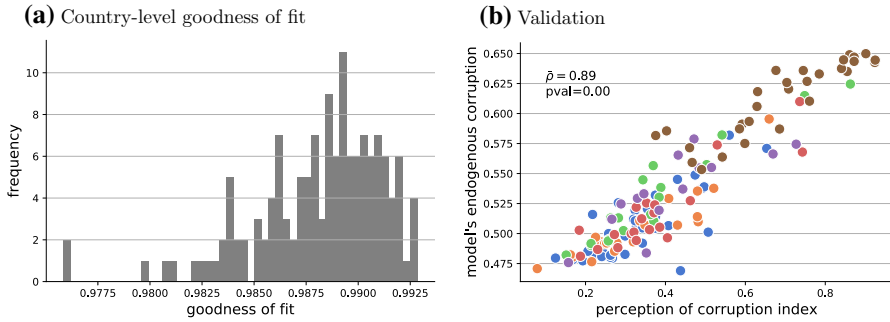 (a) Country-level goodness of fit
frequency
10
8
6
4
2
0
0.9775 0.9800 0.9825 0.9850 0.9875 0.9900 0.9925
goodness of fit
(b) Validation
model's endogenous corruption
0.650
0.625
0.600
0.575
0.550
0.525
0.500
0.475
ρ̄ = 0.89
pval=0.00
0.2 0.4 0.6 0.8
perception of corruption index